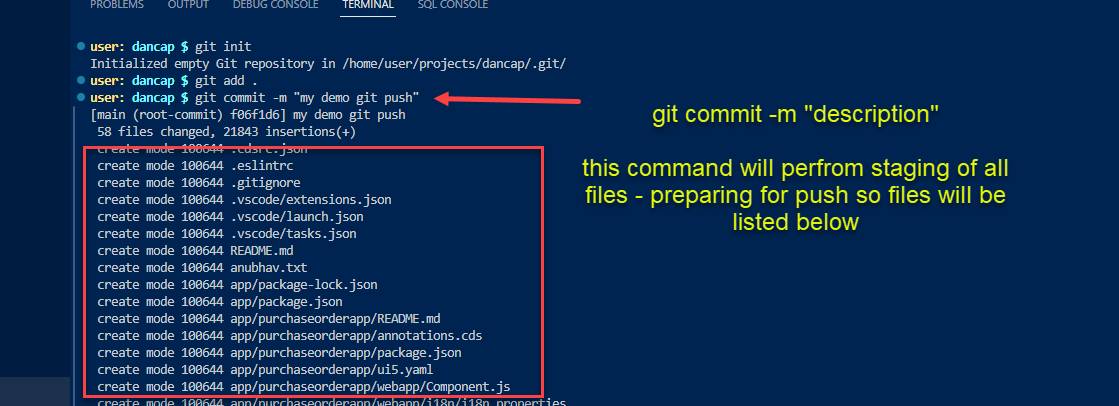 PROBLEMS OUTPUT DEBUG CONSOLE TERMINAL SQL CONSOLE
user: dancap $ git init
Initialized empty Git repository in /home/user/projects/dancap/.git/
user: dancap $ git add .
user: dancap $ git commit -m "my demo git push"
[main (root-commit) f06f1d6] my demo git push
58 files changed, 21843 insertions(+)
create mode 100644 .cdsrc.json
create mode 100644 .eslintrc
create mode 100644 .gitignore
create mode 100644 .vscode/extensions.json
create mode 100644 .vscode/launch.json
create mode 100644 .vscode/tasks.json
create mode 100644 README.md
create mode 100644 anubhav.txt
create mode 100644 app/package-lock.json
create mode 100644 app/package.json
create mode 100644 app/purchaseorderapp/README.md
create mode 100644 app/purchaseorderapp/annotations.cds
create mode 100644 app/purchaseorderapp/package.json
create mode 100644 app/purchaseorderapp/ui5.yaml
create mode 100644 app/purchaseorderapp/webapp/Component.js
create mode 100644 app/purchaseorderapp/webapp/i18n/i18n.properties
git commit -m "description"
this command will perfrom staging of all
files - preparing for push so files will be
listed below